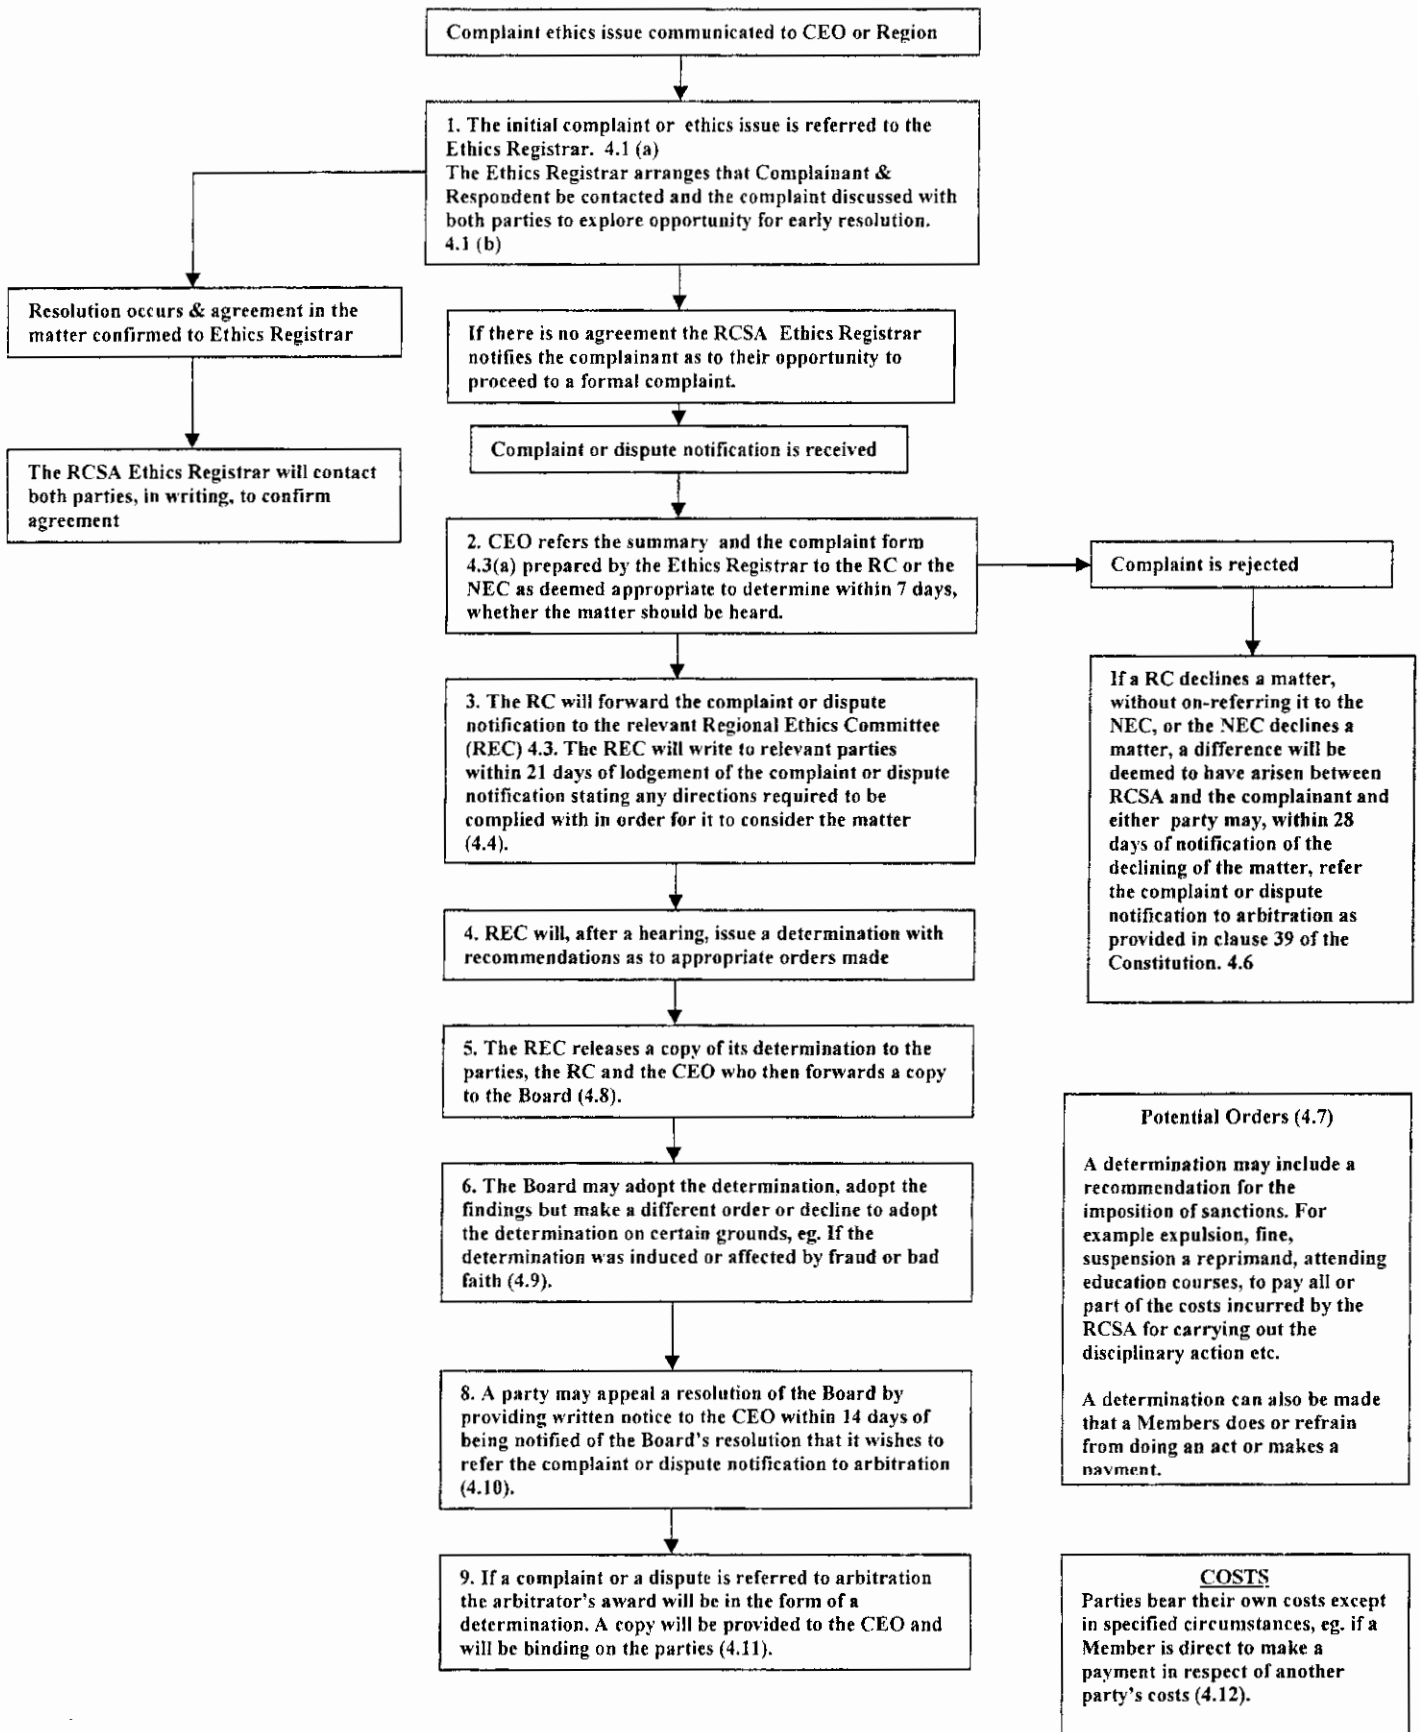 Complaint ethics issue communicated to CEO or Region
1. The initial complaint or ethics issue is referred to the
Ethics Registrar. 4.1 (a)
The Ethics Registrar arranges that Complainant &
Respondent be contacted and the complaint discussed with
both parties to explore opportunity for early resolution.
4.1 (b)
Resolution occurs & agreement in the
matter confirmed to Ethics Registrar
If there is no agreement the RCSA Ethics Registrar
notifies the complainant as to their opportunity to
proceed to a formal complaint.
Complaint or dispute notification is received
The RCSA Ethics Registrar will contact
both parties, in writing, to confirm
agreement
2. CEO refers the summary and the complaint form
4.3(a) prepared by the Ethics Registrar to the RC or the
NEC as deemed appropriate to determine within 7 days,
whether the matter should be heard.
Complaint is rejected
If a RC declines a matter,
without on-referring it to the
NEC, or the NEC declines a
matter, a difference will be
deemed to have arisen between
RCSA and the complainant and
either party may, within 28
days of notification of the
declining of the matter, refer
the complaint or dispute
notification to arbitration as
provided in clause 39 of the
Constitution. 4.6
3. The RC will forward the complaint or dispute
notification to the relevant Regional Ethics Committee
(REC) 4.3. The REC will write to relevant parties
within 21 days of lodgement of the complaint or dispute
notification stating any directions required to be
complied with in order for it to consider the matter
(4.4).
4. REC will, after a hearing, issue a determination with
recommendations as to appropriate orders made
5. The REC releases a copy of its determination to the
parties, the RC and the CEO who then forwards a copy
to the Board (4.8).
6. The Board may adopt the determination, adopt the
findings but make a different order or decline to adopt
the determination on certain grounds, eg. If the
determination was induced or affected by fraud or bad
faith (4.9).
8. A party may appeal a resolution of the Board by
providing written notice to the CEO within 14 days of
being notified of the Board's resolution that it wishes to
refer the complaint or dispute notification to arbitration
(4.10).
9. If a complaint or a dispute is referred to arbitration
the arbitrator's award will be in the form of a
determination. A copy will be provided to the CEO and
will be binding on the parties (4.11).
Potential Orders (4.7)
A determination may include a
recommendation for the
imposition of sanctions. For
example expulsion, fine,
suspension a reprimand, attending
education courses, to pay all or
part of the costs incurred by the
RCSA for carrying out the
disciplinary action etc.
A determination can also be made
that a Members does or refrain
from doing an act or makes a
payment.
COSTS
Parties bear their own costs except
in specified circumstances, eg. if a
Member is direct to make a
payment in respect of another
party's costs (4.12).